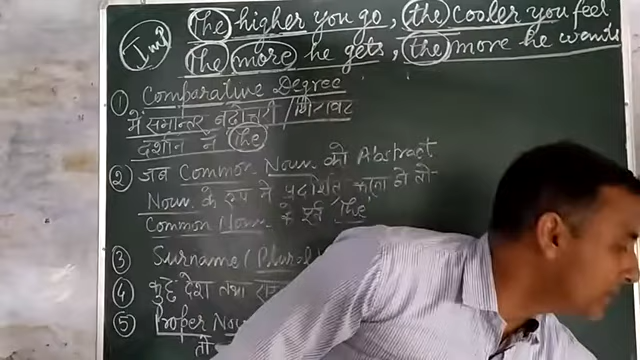 The higher you go, the cooler you feel
Imp The more he gets, the more he wants
① Comparative Degree
में समान्तर बढोत्तरी / गिरावट
दर्शाने में The
② जब Common Noun को Abstract
Noun के रूप में प्रदर्शित करना हो तो-
Common Noun के पूर्व 'The'
③ Surname (Plural)
④ कुछ देश तथा
⑤ Proper
तो